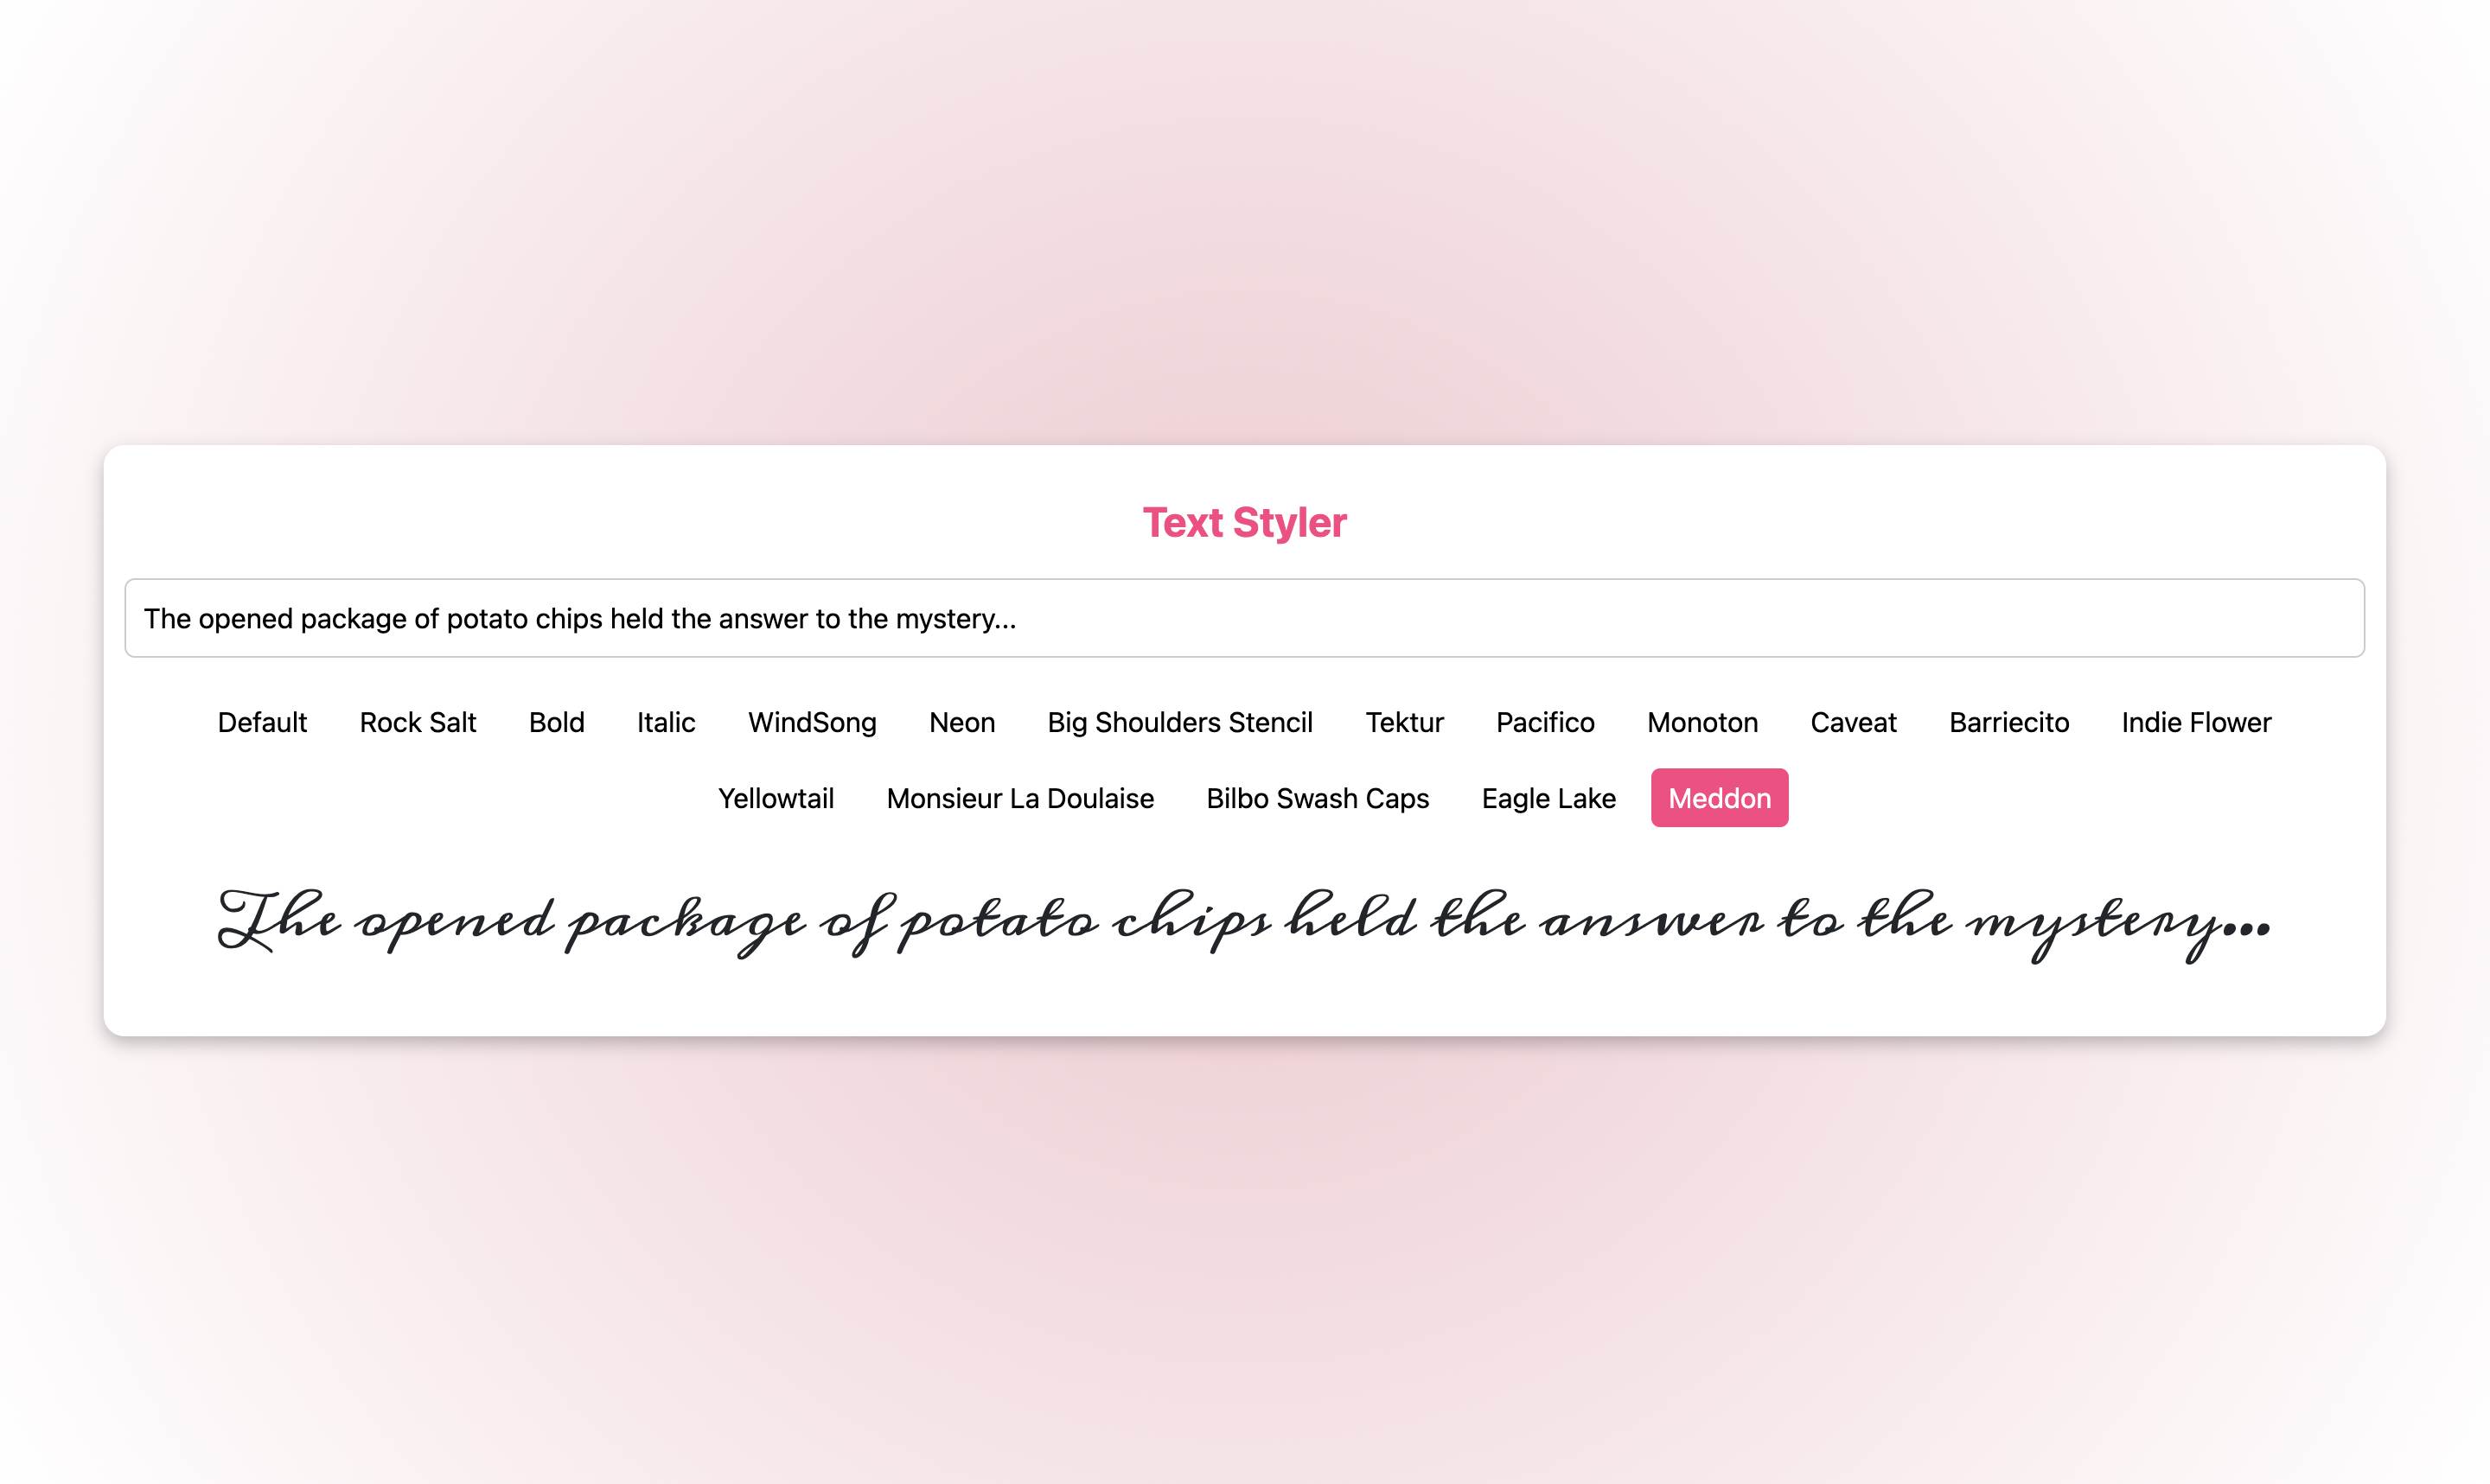 Text Styler
The opened package of potato chips held the answer to the mystery...
Default Rock Salt Bold Italic WindSong Neon Big Shoulders Stencil Tektur Pacifico Monoton Caveat Barriecito Indie Flower
Yellowtail Monsieur La Doulaise Bilbo Swash Caps Eagle Lake Meddon
The opened package of potato chips held the answer to the mystery...